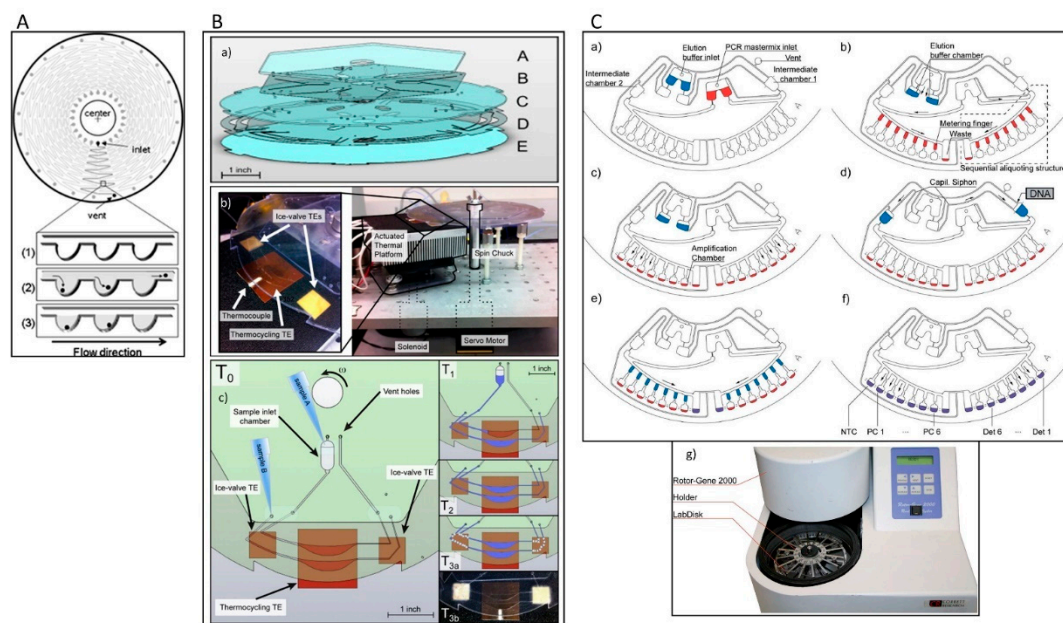 A
center
inlet
vent
(1)
(2)
(3)
Flow direction
B
a)
A
B
C
D
E
1 inch
b)
Ice-valve TEs
Actuated
Thermal
Platform
Spin Chuck
Thermocouple
Thermocycling TE
Solenoid
Servo Motor
T0
c)
sample A
ω
Vent holes
Sample inlet
chamber
sample B
Ice-valve TE
Ice-valve TE
Thermocycling TE
1 inch
T1
1 inch
T2
T3a
T3b
C
a)
Elution
buffer inlet
PCR mastermix inlet
Vent
Intermediate
chamber 2
Intermediate
chamber 1
b)
Elution
buffer chamber
Metering finger
Waste
Sequential aliquoting structure
c)
Amplification
Chamber
d)
Capil. Siphon
DNA
e)
f)
NTC
PC 1
...
PC 6
Det 6
...
Det 1
g)
Rotor-Gene 2000
Holder
LabDisk